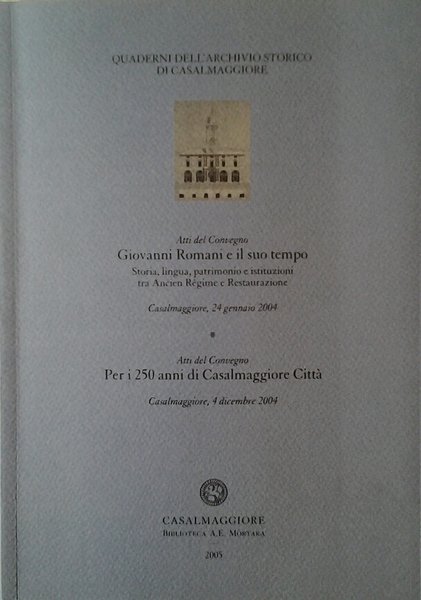 QUADERNI DELL'ARCHIVIO STORICO
DI CASALMAGGIORE
Atti del Convegno
Giovanni Romani e il suo tempo
Storia, lingua, patrimonio e istituzioni
tra Ancien Régime e Restaurazione
Casalmaggiore, 24 gennaio 2004
Atti del Convegno
Per i 250 anni di Casalmaggiore Città
Casalmaggiore, 4 dicembre 2004
CASALMAGGIORE
BIBLIOTECA A.E. MORTARA
2005